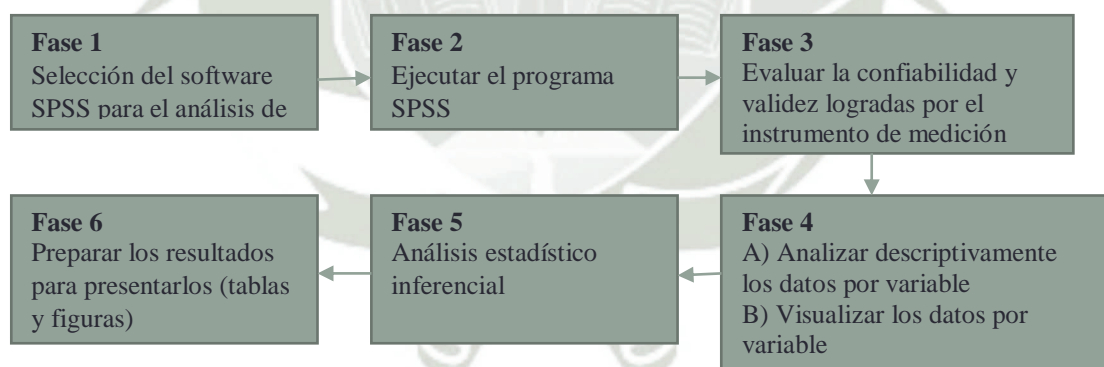 Fase 1
Selección del software
SPSS para el análisis de
Fase 2
Ejecutar el programa
SPSS
Fase 3
Evaluar la confiabilidad y
validez logradas por el
instrumento de medición
Fase 4
A) Analizar descriptivamente
los datos por variable
B) Visualizar los datos por
variable
Fase 5
Análisis estadístico
inferencial
Fase 6
Preparar los resultados
para presentarlos (tablas
y figuras)